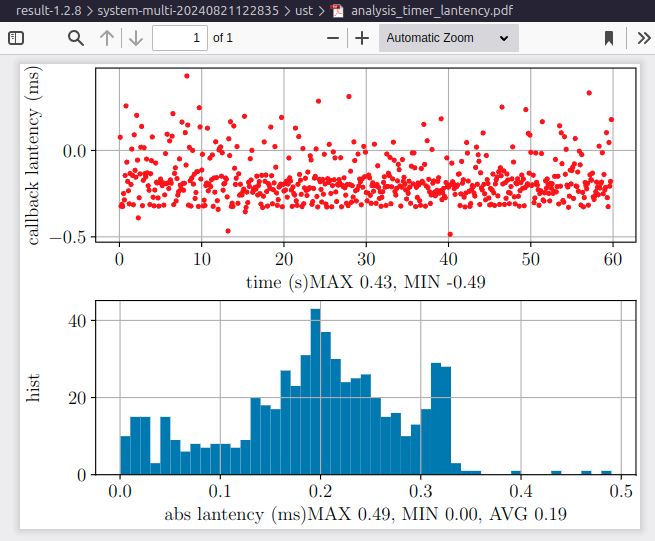 result-1.2.8 > system-multi-20240821122835 > ust > analysis_timer_lantency.pdf
1 of 1 Automatic Zoom
callback lantency (ms)
0.0
−0.5
0 10 20 30 40 50 60
time (s)MAX 0.43, MIN -0.49
hist
40
20
0
0.0 0.1 0.2 0.3 0.4 0.5
abs lantency (ms)MAX 0.49, MIN 0.00, AVG 0.19